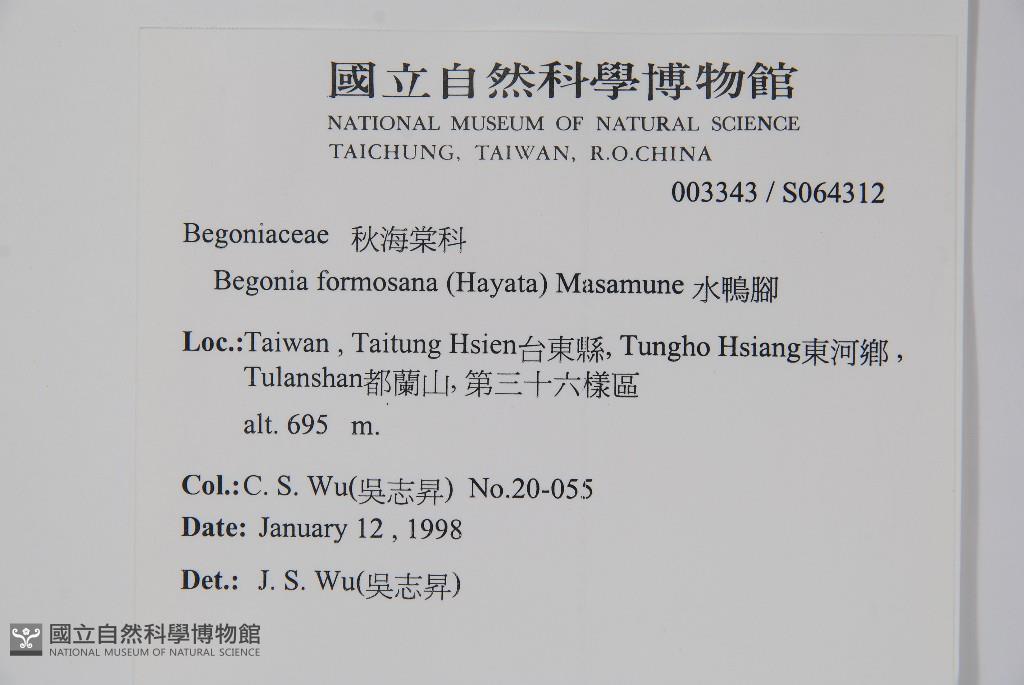 國立自然科學博物館
NATIONAL MUSEUM OF NATURAL SCIENCE
TAICHUNG, TAIWAN, R.O.CHINA
003343 / S064312
Begoniaceae 秋海棠科
Begonia formosana (Hayata) Masamune 水鴨腳
Loc.:Taiwan , Taitung Hsien台東縣, Tungho Hsiang東河鄉 ,
Tulanshan都蘭山, 第三十六樣區
alt. 695 m.
Col.:C. S. Wu(吳志昇) No.20-055
Date: January 12 , 1998
Det.: J. S. Wu(吳志昇)
國立自然科學博物館
NATIONAL MUSEUM OF NATURAL SCIENCE